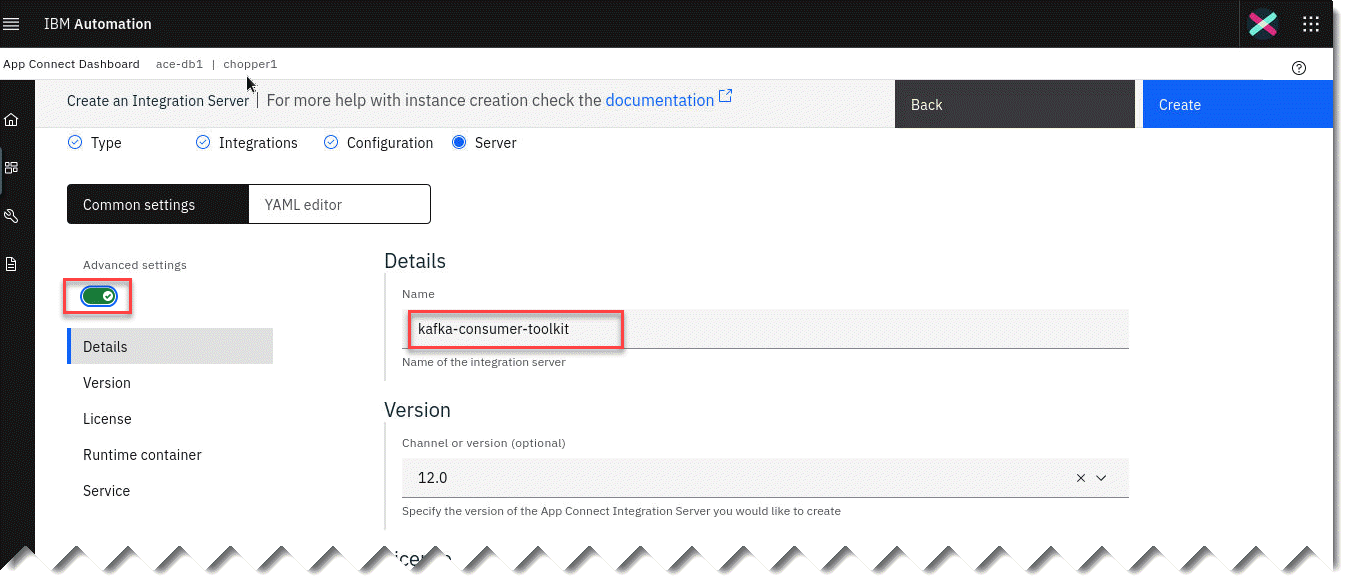 IBM Automation
App Connect Dashboard ace-db1 | chopper1
Create an Integration Server | For more help with instance creation check the documentation
Back
Create
Type Integrations Configuration Server
Common settings YAML editor
Advanced settings
Details
Version
License
Runtime container
Service
Details
Name
kafka-consumer-toolkit
Name of the integration server
Version
Channel or version (optional)
12.0
Specify the version of the App Connect Integration Server you would like to create